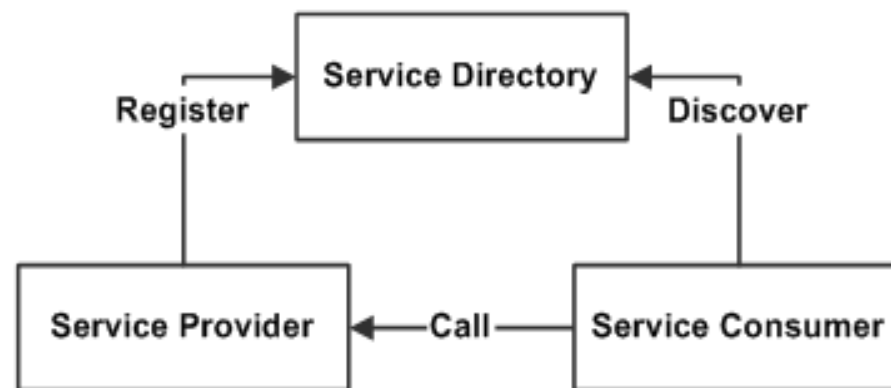 Service Directory
Register
Discover
Service Provider
Call
Service Consumer